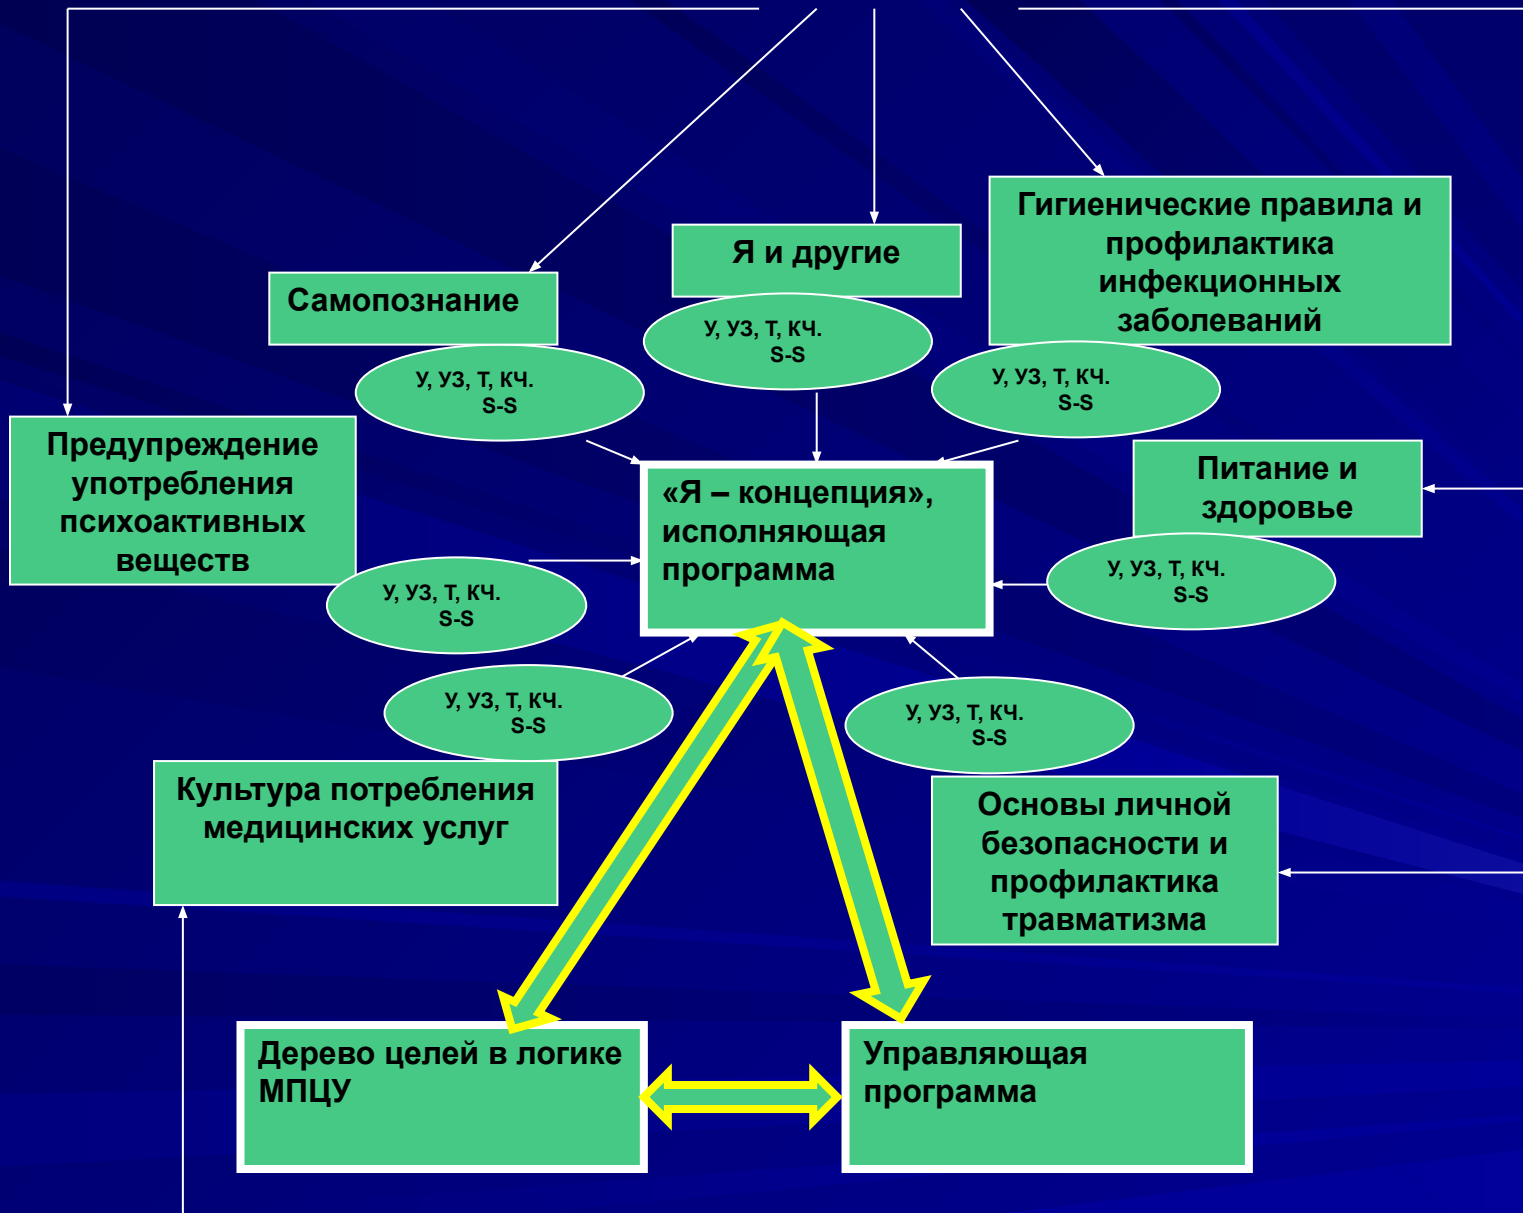 Гигиенические правила и
профилактика
инфекционных
заболеваний
Я и другие
Самопознание
У, УЗ, Т, КЧ.
S-S
У, УЗ, Т, КЧ.
S-S
У, УЗ, Т, КЧ.
S-S
Предупреждение
употребления
психоактивных
веществ
«Я – концепция»,
исполняющая
программа
Питание и
здоровье
У, УЗ, Т, КЧ.
S-S
У, УЗ, Т, КЧ.
S-S
У, УЗ, Т, КЧ.
S-S
У, УЗ, Т, КЧ.
S-S
Культура потребления
медицинских услуг
Основы личной
безопасности и
профилактика
травматизма
Дерево целей в логике
МПЦУ
Управляющая
программа